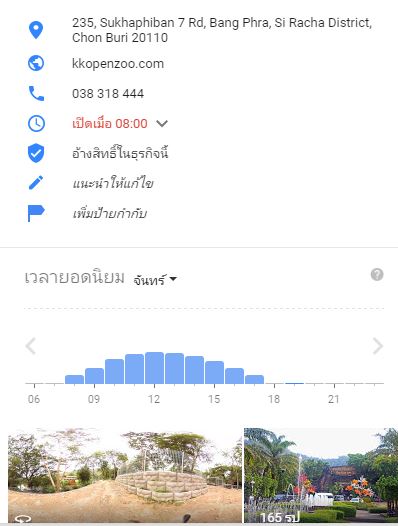 235, Sukhaphiban 7 Rd, Bang Phra, Si Racha District,
Chon Buri 20110
kkopenzoo.com
038 318 444
เปิดเมื่อ 08:00
อ้างสิทธิ์ในธุรกิจนี้
แนะนำให้แก้ไข
เพิ่มป้ายกำกับ
เวลายอดนิยม วันจันทร์
06 09 12 15 18 21
165 รูป